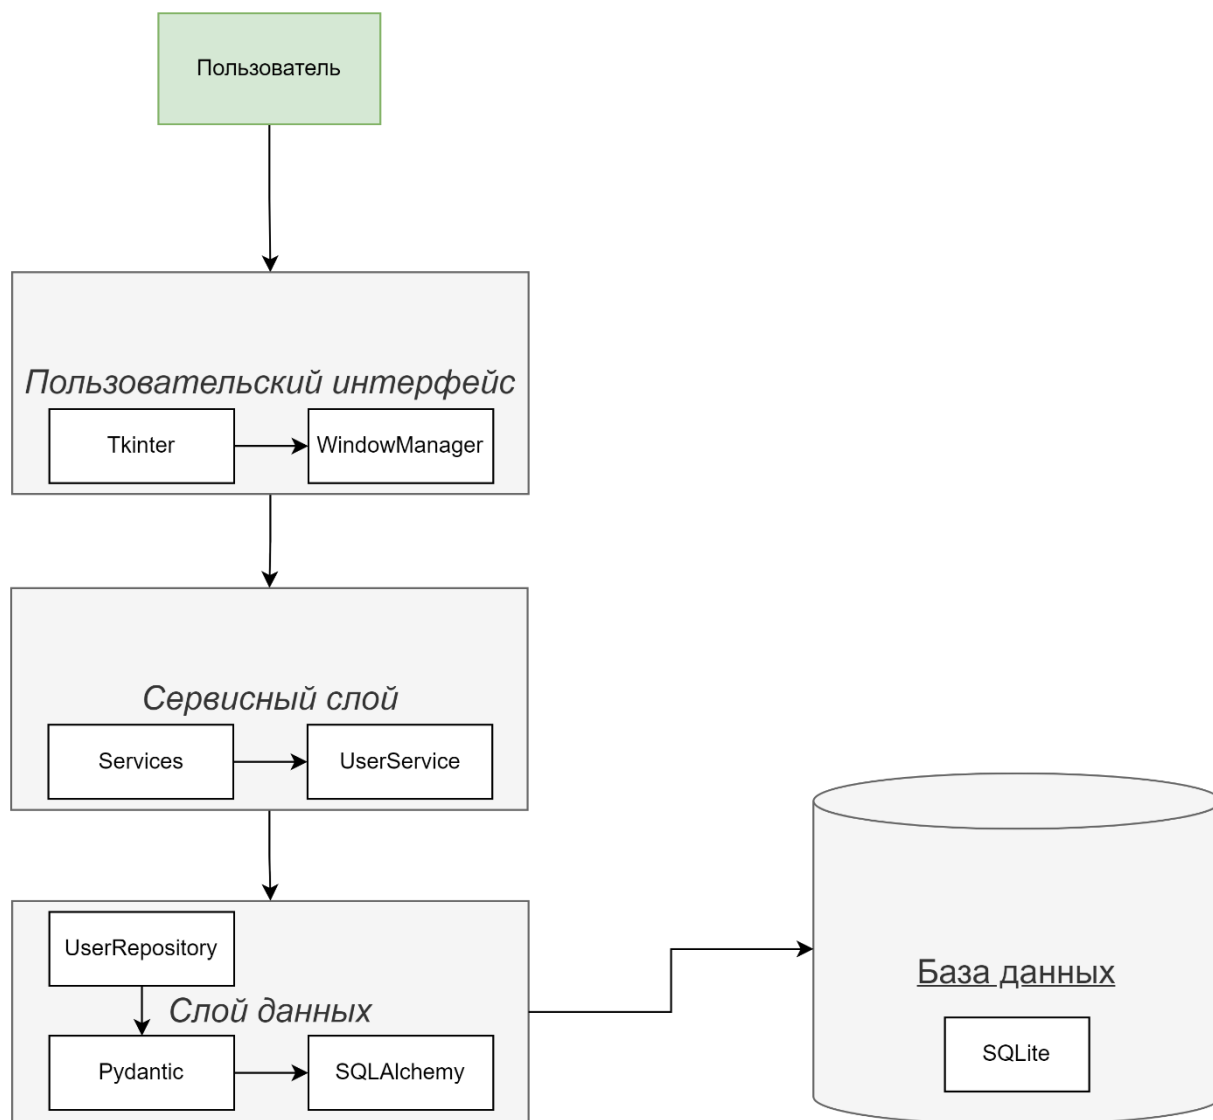 Пользователь
Пользовательский интерфейс
Tkinter
WindowManager
Сервисный слой
Services
UserService
UserRepository
Слой данных
Pydantic
SQLAlchemy
База данных
SQLite